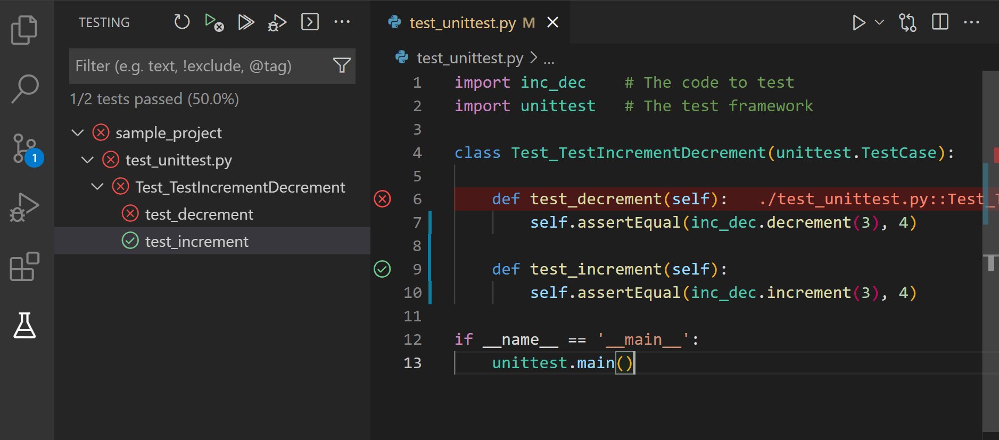 TESTING
Filter (e.g. text, !exclude, @tag)
1/2 tests passed (50.0%)
sample_project
test_unittest.py
Test_TestIncrementDecrement
test_decrement
test_increment
1
test_unittest.py M
test_unittest.py > ...
1 import inc_dec    # The code to test
2 import unittest   # The test framework
3
4 class Test_TestIncrementDecrement(unittest.TestCase):
5
6     def test_decrement(self):   ./test_unittest.py::Test_T
7         self.assertEqual(inc_dec.decrement(3), 4)
8
9     def test_increment(self):
10         self.assertEqual(inc_dec.increment(3), 4)
11
12 if __name__ == '__main__':
13     unittest.main()